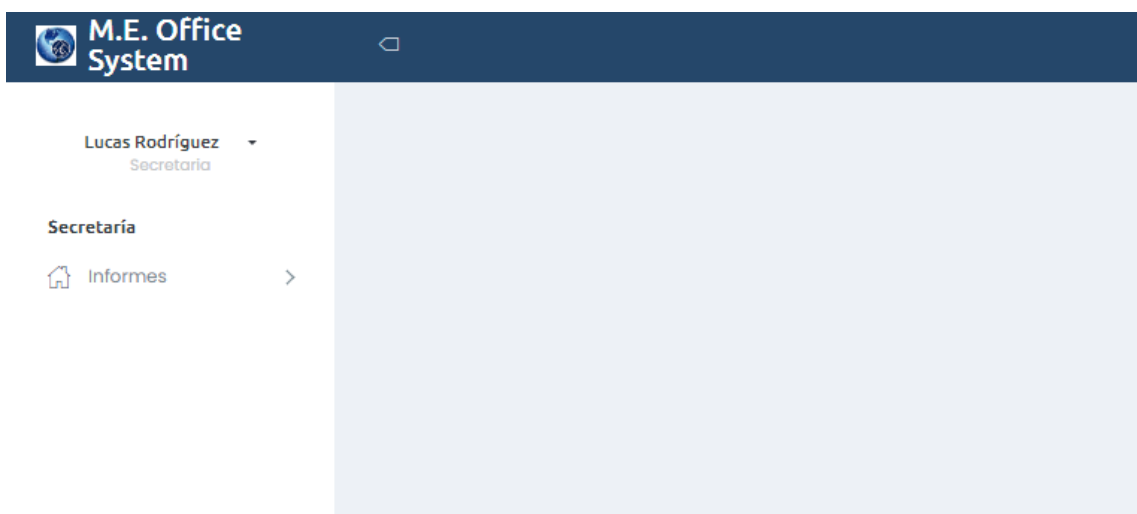 M.E. Office
System
Lucas Rodríguez
Secretaria
Secretaría
Informes